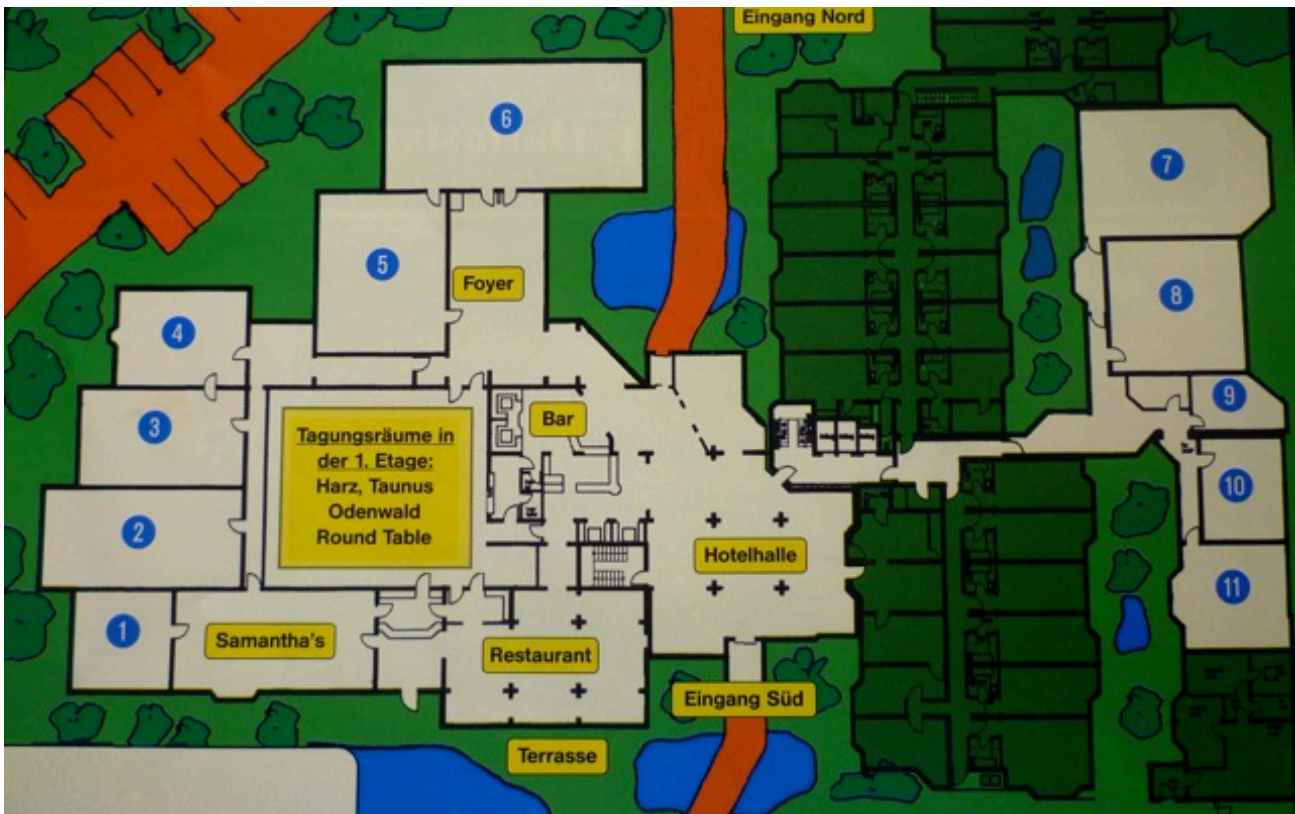 Eingang Nord
6
7
5
Foyer
8
4
9
3
Bar
Tagungsräume in
der 1. Etage:
Harz, Taunus
Odenwald
Round Table
10
2
Hotelhalle
11
1
Samantha's
Restaurant
Eingang Süd
Terrasse